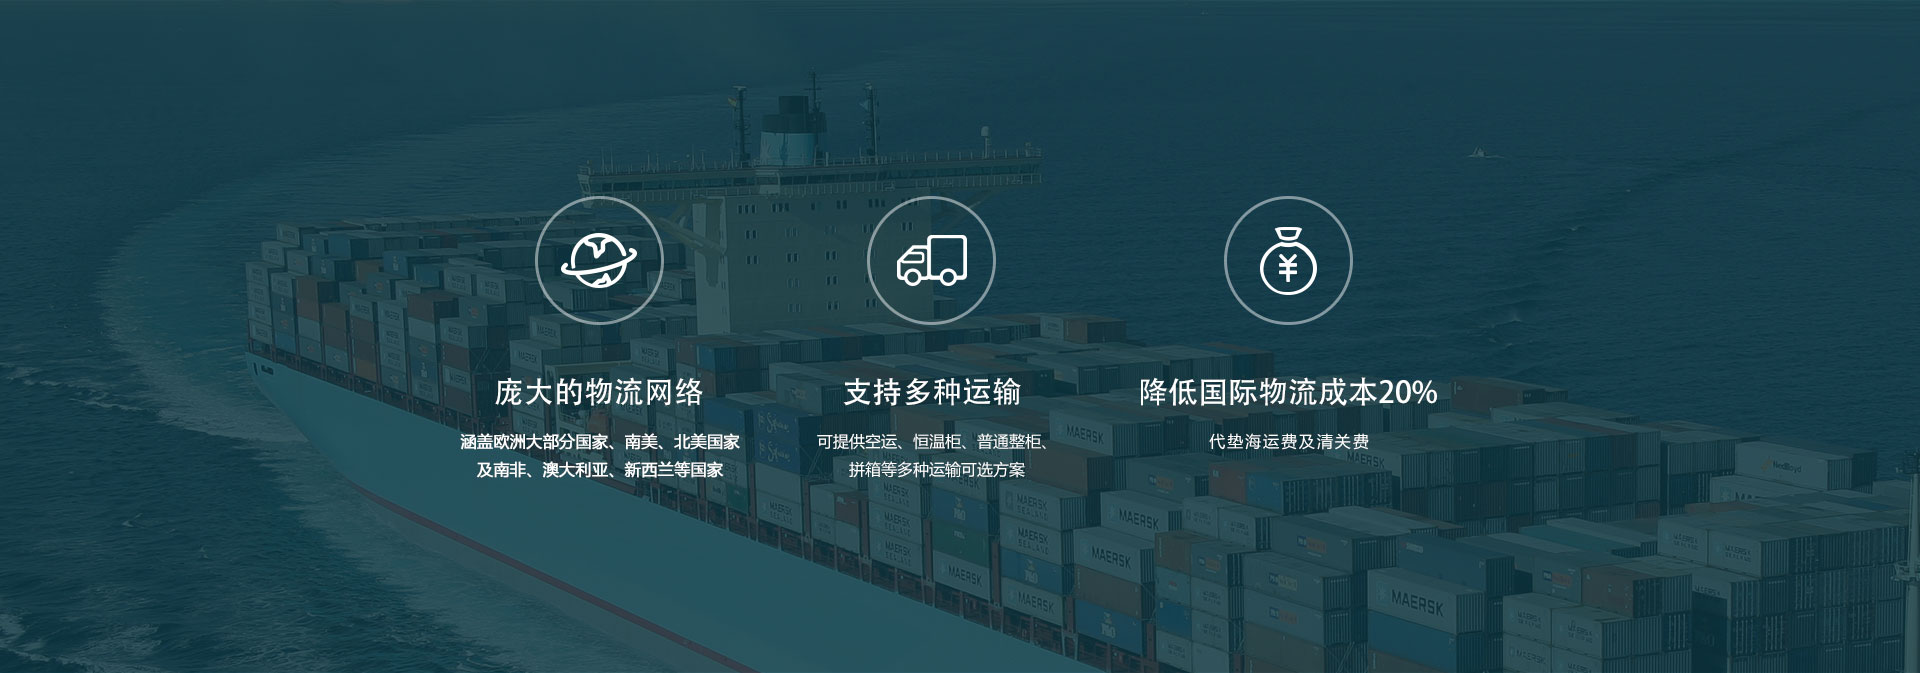 庞大的物流网络
涵盖欧洲大部分国家、南美、北美国家
及南非、澳大利亚、新西兰等国家
支持多种运输
可提供空运、恒温柜、普通整柜、
拼箱等多种运输可选方案
¥
降低国际物流成本20%
代垫海运费及清关费
MAERSK
MAERSK
MAERSK
MAERSK
MAERSK
MAERSK
MAERSK